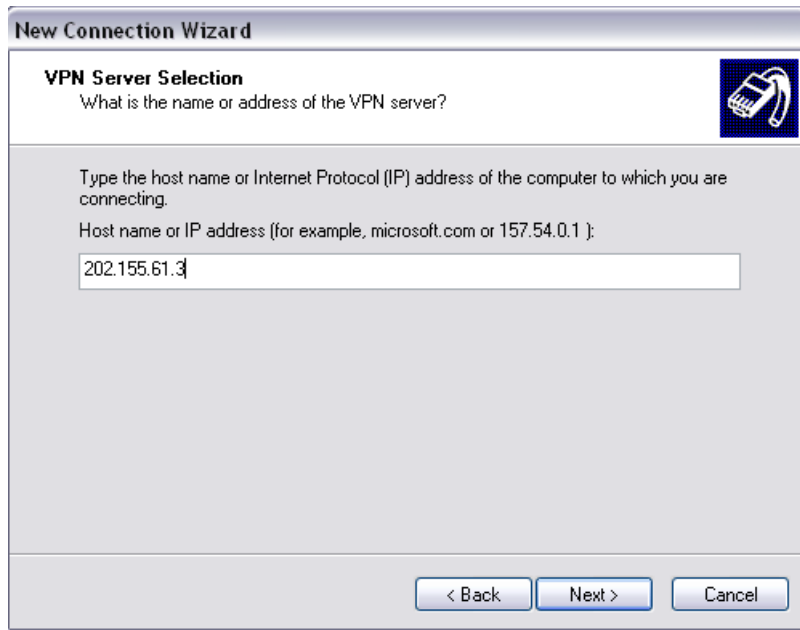 New Connection Wizard
VPN Server Selection
What is the name or address of the VPN server?
Type the host name or Internet Protocol (IP) address of the computer to which you are
connecting.
Host name or IP address (for example, microsoft.com or 157.54.0.1 ):
202.155.61.3
< Back
Next >
Cancel